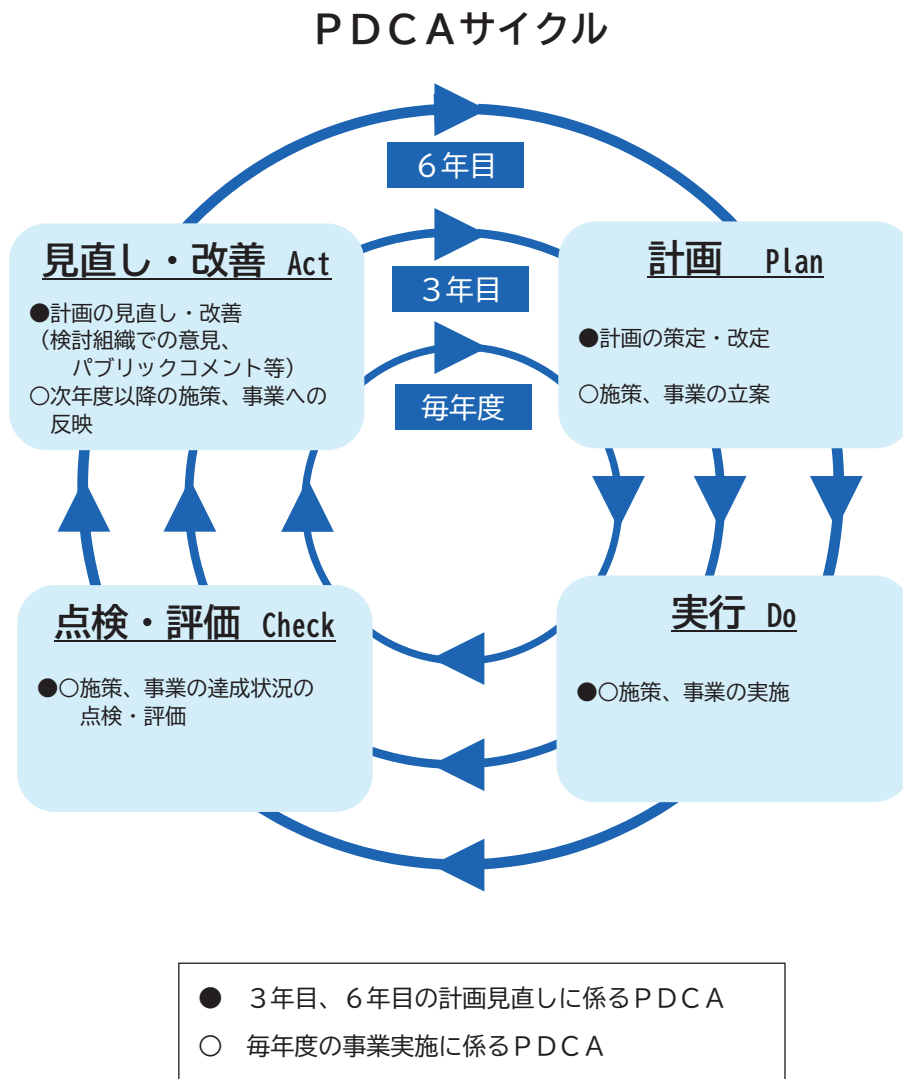 ＰＤＣＡサイクル
６年目
３年目
毎年度
見直し・改善 Act
●計画の見直し・改善
（検討組織での意見、
パブリックコメント等）
○次年度以降の施策、事業への
反映
計画 Plan
●計画の策定・改定
○施策、事業の立案
点検・評価 Check
●○施策、事業の達成状況の
点検・評価
実行 Do
●○施策、事業の実施
● ３年目、６年目の計画見直しに係るＰＤＣＡ
○ 毎年度の事業実施に係るＰＤＣＡ